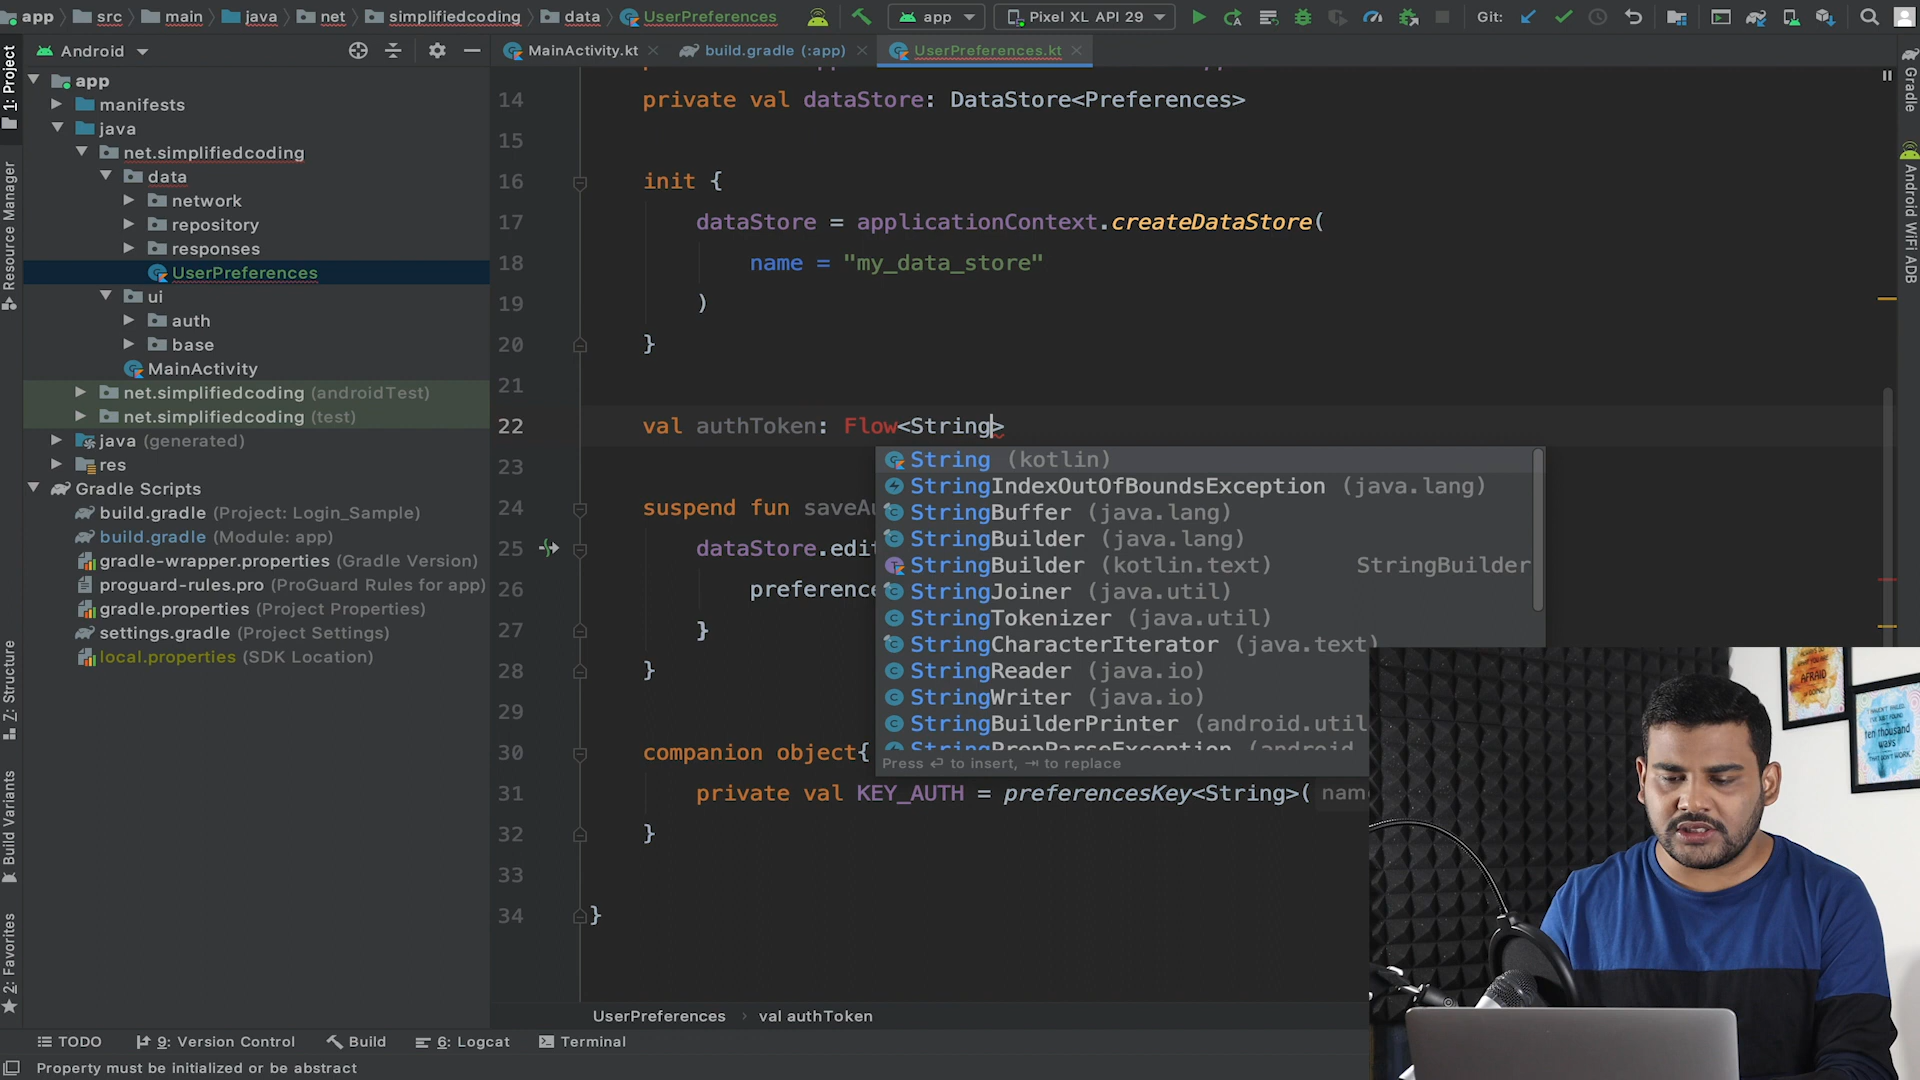 app src main java net simplifiedcoding data UserPreferences app Pixel XL API 29 Git:
Android MainActivity.kt build.gradle (:app) UserPreferences.kt
1: Project
Resource Manager
Z: Structure
Build Variants
2: Favorites
app
manifests
java
net.simplifiedcoding
data
network
repository
responses
UserPreferences
ui
auth
base
MainActivity
net.simplifiedcoding (androidTest)
net.simplifiedcoding (test)
java (generated)
res
Gradle Scripts
build.gradle (Project: Login_Sample)
build.gradle (Module: app)
gradle-wrapper.properties (Gradle Version)
proguard-rules.pro (ProGuard Rules for app)
gradle.properties (Project Properties)
settings.gradle (Project Settings)
local.properties (SDK Location)
14 private val dataStore: DataStore<Preferences>
15
16 init {
17 dataStore = applicationContext.createDataStore(
18 name = "my_data_store"
19 )
20 }
21
22 val authToken: Flow<String>
23
24 suspend fun saveAu
25 dataStore.edit
26 preference
27 }
28 }
29
30 companion object{
31 private val KEY_AUTH = preferencesKey<String>( nam
32 }
33
34 }
String (kotlin)
StringIndexOutOfBoundsException (java.lang)
StringBuffer (java.lang)
StringBuilder (java.lang)
StringBuilder (kotlin.text) StringBuilder
StringJoiner (java.util)
StringTokenizer (java.util)
StringCharacterIterator (java.text)
StringReader (java.io)
StringWriter (java.io)
StringBuilderPrinter (android.util
StringPrepParseException (android
Press ⏎ to insert, ⇥ to replace
Gradle
Android WiFi ADB
AFRAID
ten thousand
WAYS
UserPreferences › val authToken
TODO 9: Version Control Build 6: Logcat Terminal
Property must be initialized or be abstract